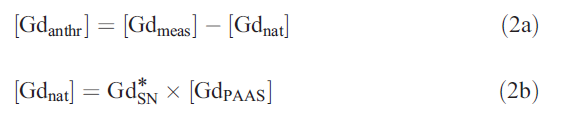 [Gd_anthr] = [Gd_meas] − [Gd_nat] (2a)
[Gd_nat] = Gd*_SN × [Gd_PAAS] (2b)